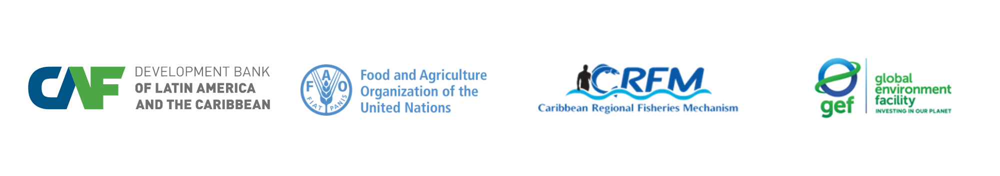 CAF
DEVELOPMENT BANK
OF LATIN AMERICA
AND THE CARIBBEAN
FAO
FIAT PANIS
Food and Agriculture
Organization of the
United Nations
CRFM
Caribbean Regional Fisheries Mechanism
gef
global
environment
facility
INVESTING IN OUR PLANET